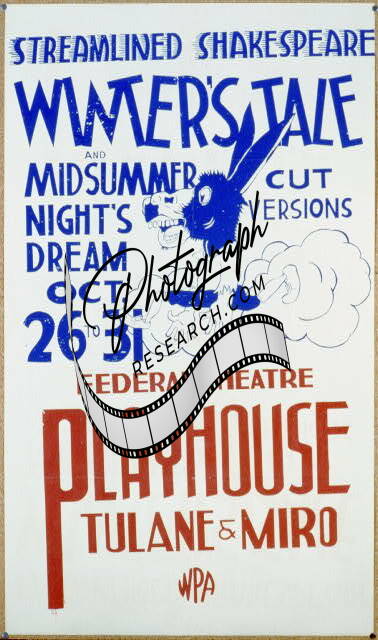 STREAMLINED SHAKESPEARE
WINTER'S TALE
AND
MIDSUMMER CUT
NIGHT'S ERSIONS
DREAM
OCT
26 TO 31
Photograph
RESEARCH.COM
FEDERAL THEATRE
PLAYHOUSE
TULANE & MIRO
WPA